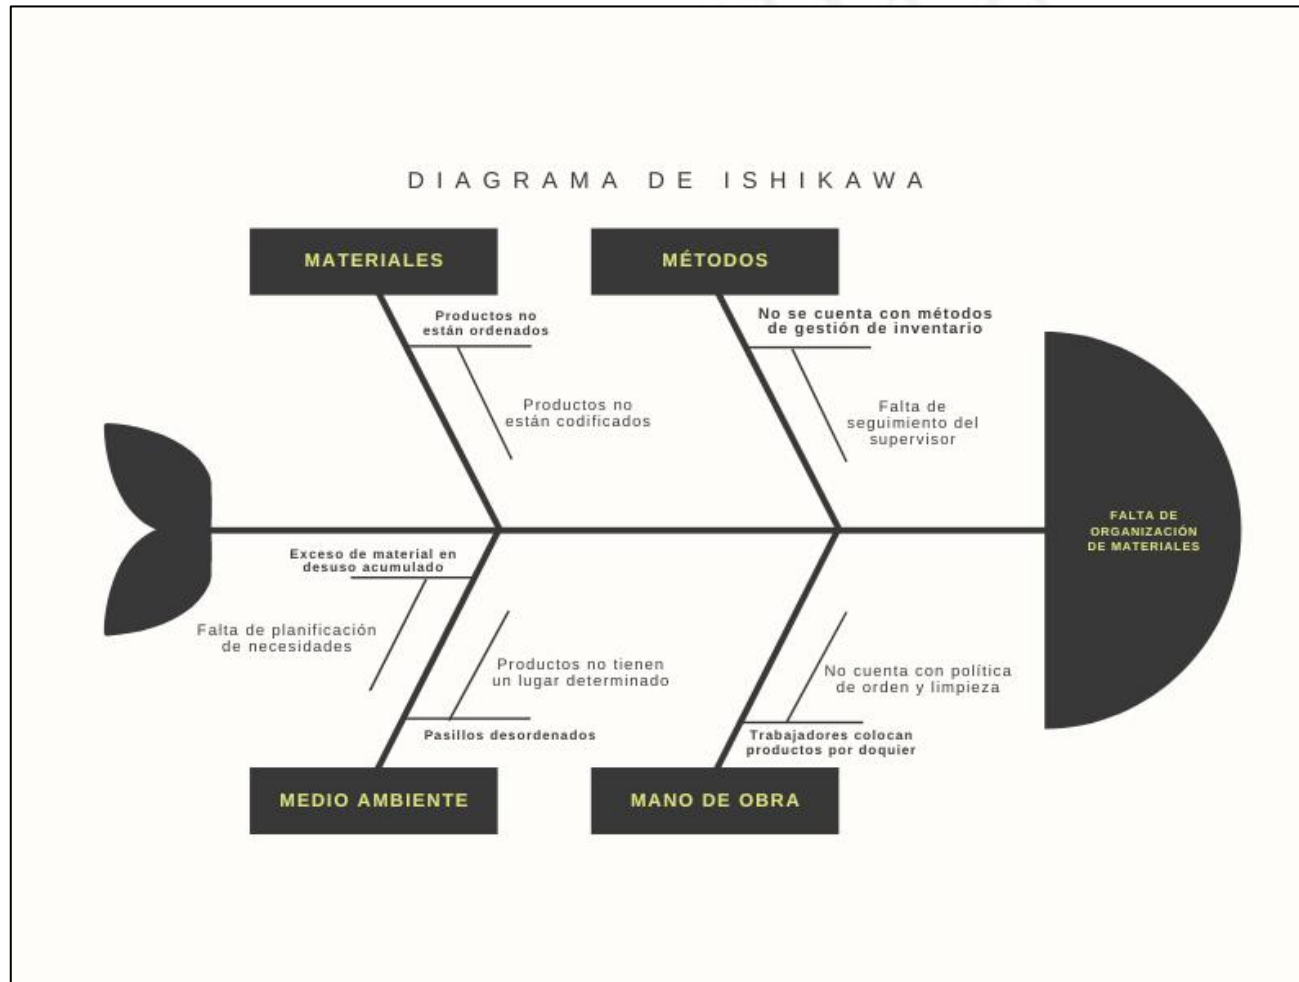 DIAGRAMA DE ISHIKAWA
MATERIALES
MÉTODOS
Productos no
están ordenados
No se cuenta con métodos
de gestión de inventario
Productos no
están codificados
Falta de
seguimiento del
supervisor
FALTA DE
ORGANIZACIÓN
DE MATERIALES
Exceso de material en
desuso acumulado
Falta de planificación
de necesidades
Productos no tienen
un lugar determinado
No cuenta con política
de orden y limpieza
Pasillos desordenados
Trabajadores colocan
productos por doquier
MEDIO AMBIENTE
MANO DE OBRA